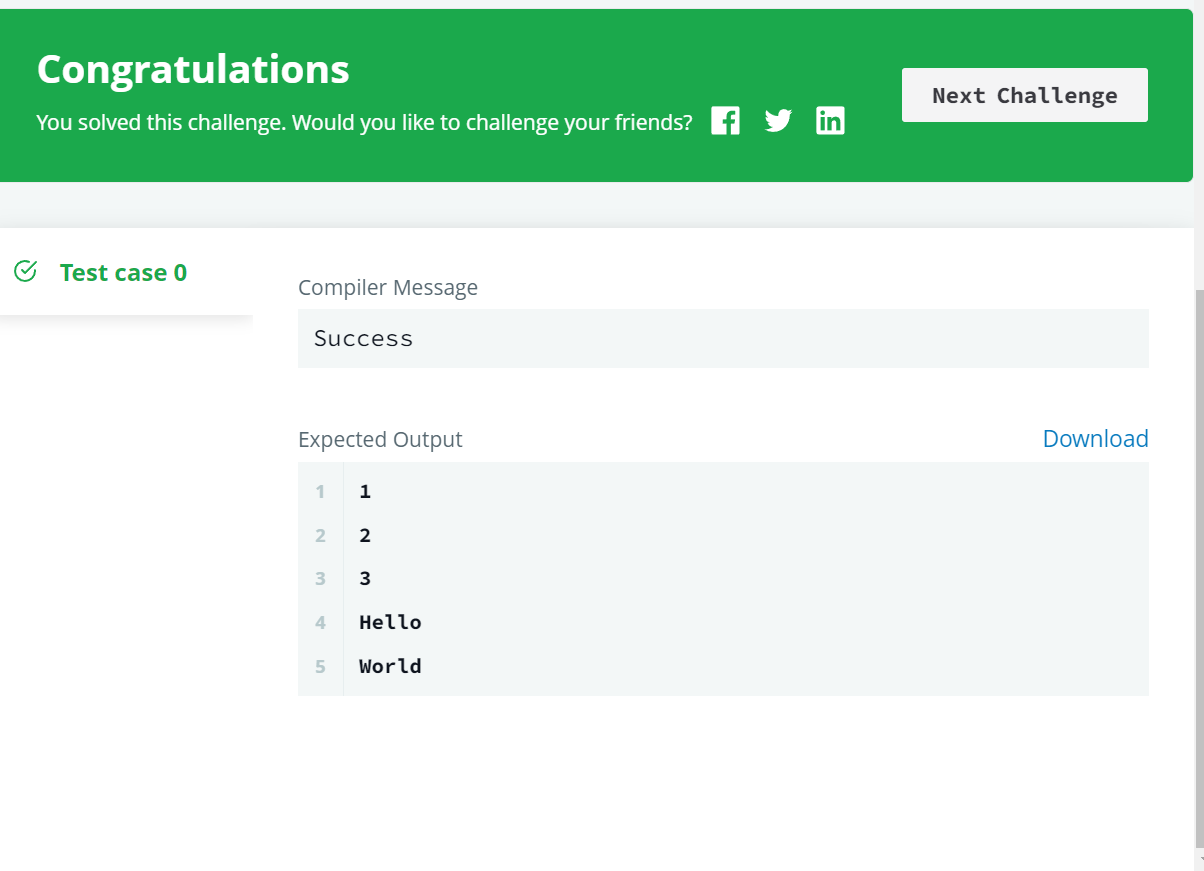 Congratulations
You solved this challenge. Would you like to challenge your friends?
Next Challenge
Test case 0
Compiler Message
Success
Expected Output
Download
1 1
2 2
3 3
4 Hello
5 World